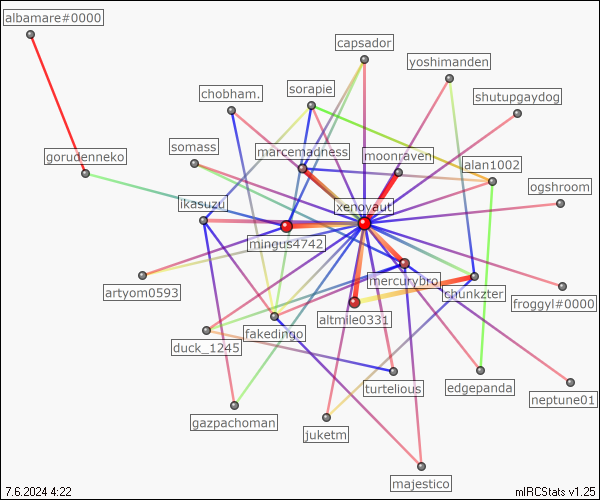 albamare#0000
capsador
yoshimanden
chobham.
sorapie
shutupgaydog
gorudenneko
somass
marcemadness
moonraven
alan1002
ogshroom
ikasuzu
xenoyaut
mingus4742
artyom0593
mercurybro
chunkzter
froggyl#0000
altmile0331
fakedingo
duck_1245
turtelious
edgepanda
neptune01
gazpachoman
juketm
majestico
7.6.2024 4:22
mIRCStats v1.25